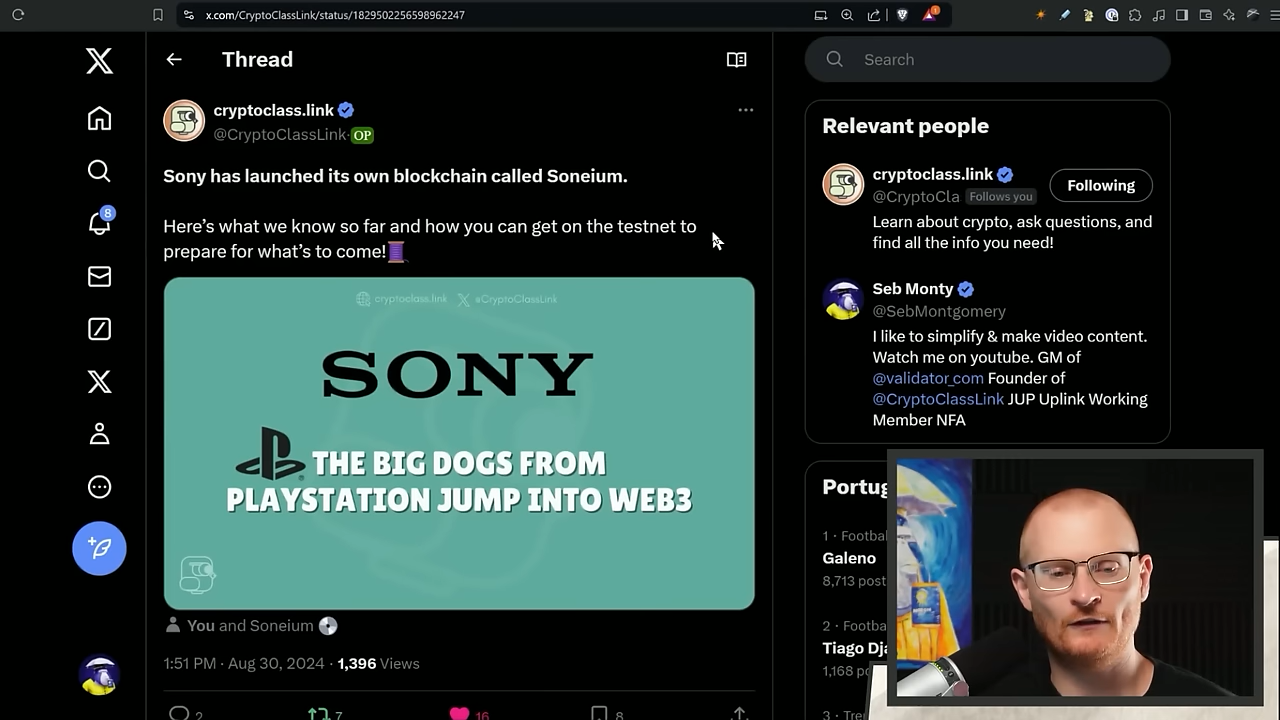 x.com/CryptoClassLink/status/1829502256598962247
Thread
cryptoclass.link
@CryptoClassLink· OP
Sony has launched its own blockchain called Soneium.
Here’s what we know so far and how you can get on the testnet to
prepare for what’s to come!
cryptoclass.link @CryptoClassLink
SONY
THE BIG DOGS FROM
PLAYSTATION JUMP INTO WEB3
You and Soneium
1:51 PM · Aug 30, 2024 · 1,396 Views
2 7 16 8
8
Search
Relevant people
cryptoclass.link
@CryptoCla Follows you
Following
Learn about crypto, ask questions, and
find all the info you need!
Seb Monty
@SebMontgomery
I like to simplify & make video content.
Watch me on youtube. GM of
@validator_com Founder of
@CryptoClassLink JUP Uplink Working
Member NFA
Portug
1 · Footba
Galeno
8,713 post
2 · Footba
Tiago Dja
1,168 po
3 · Tre